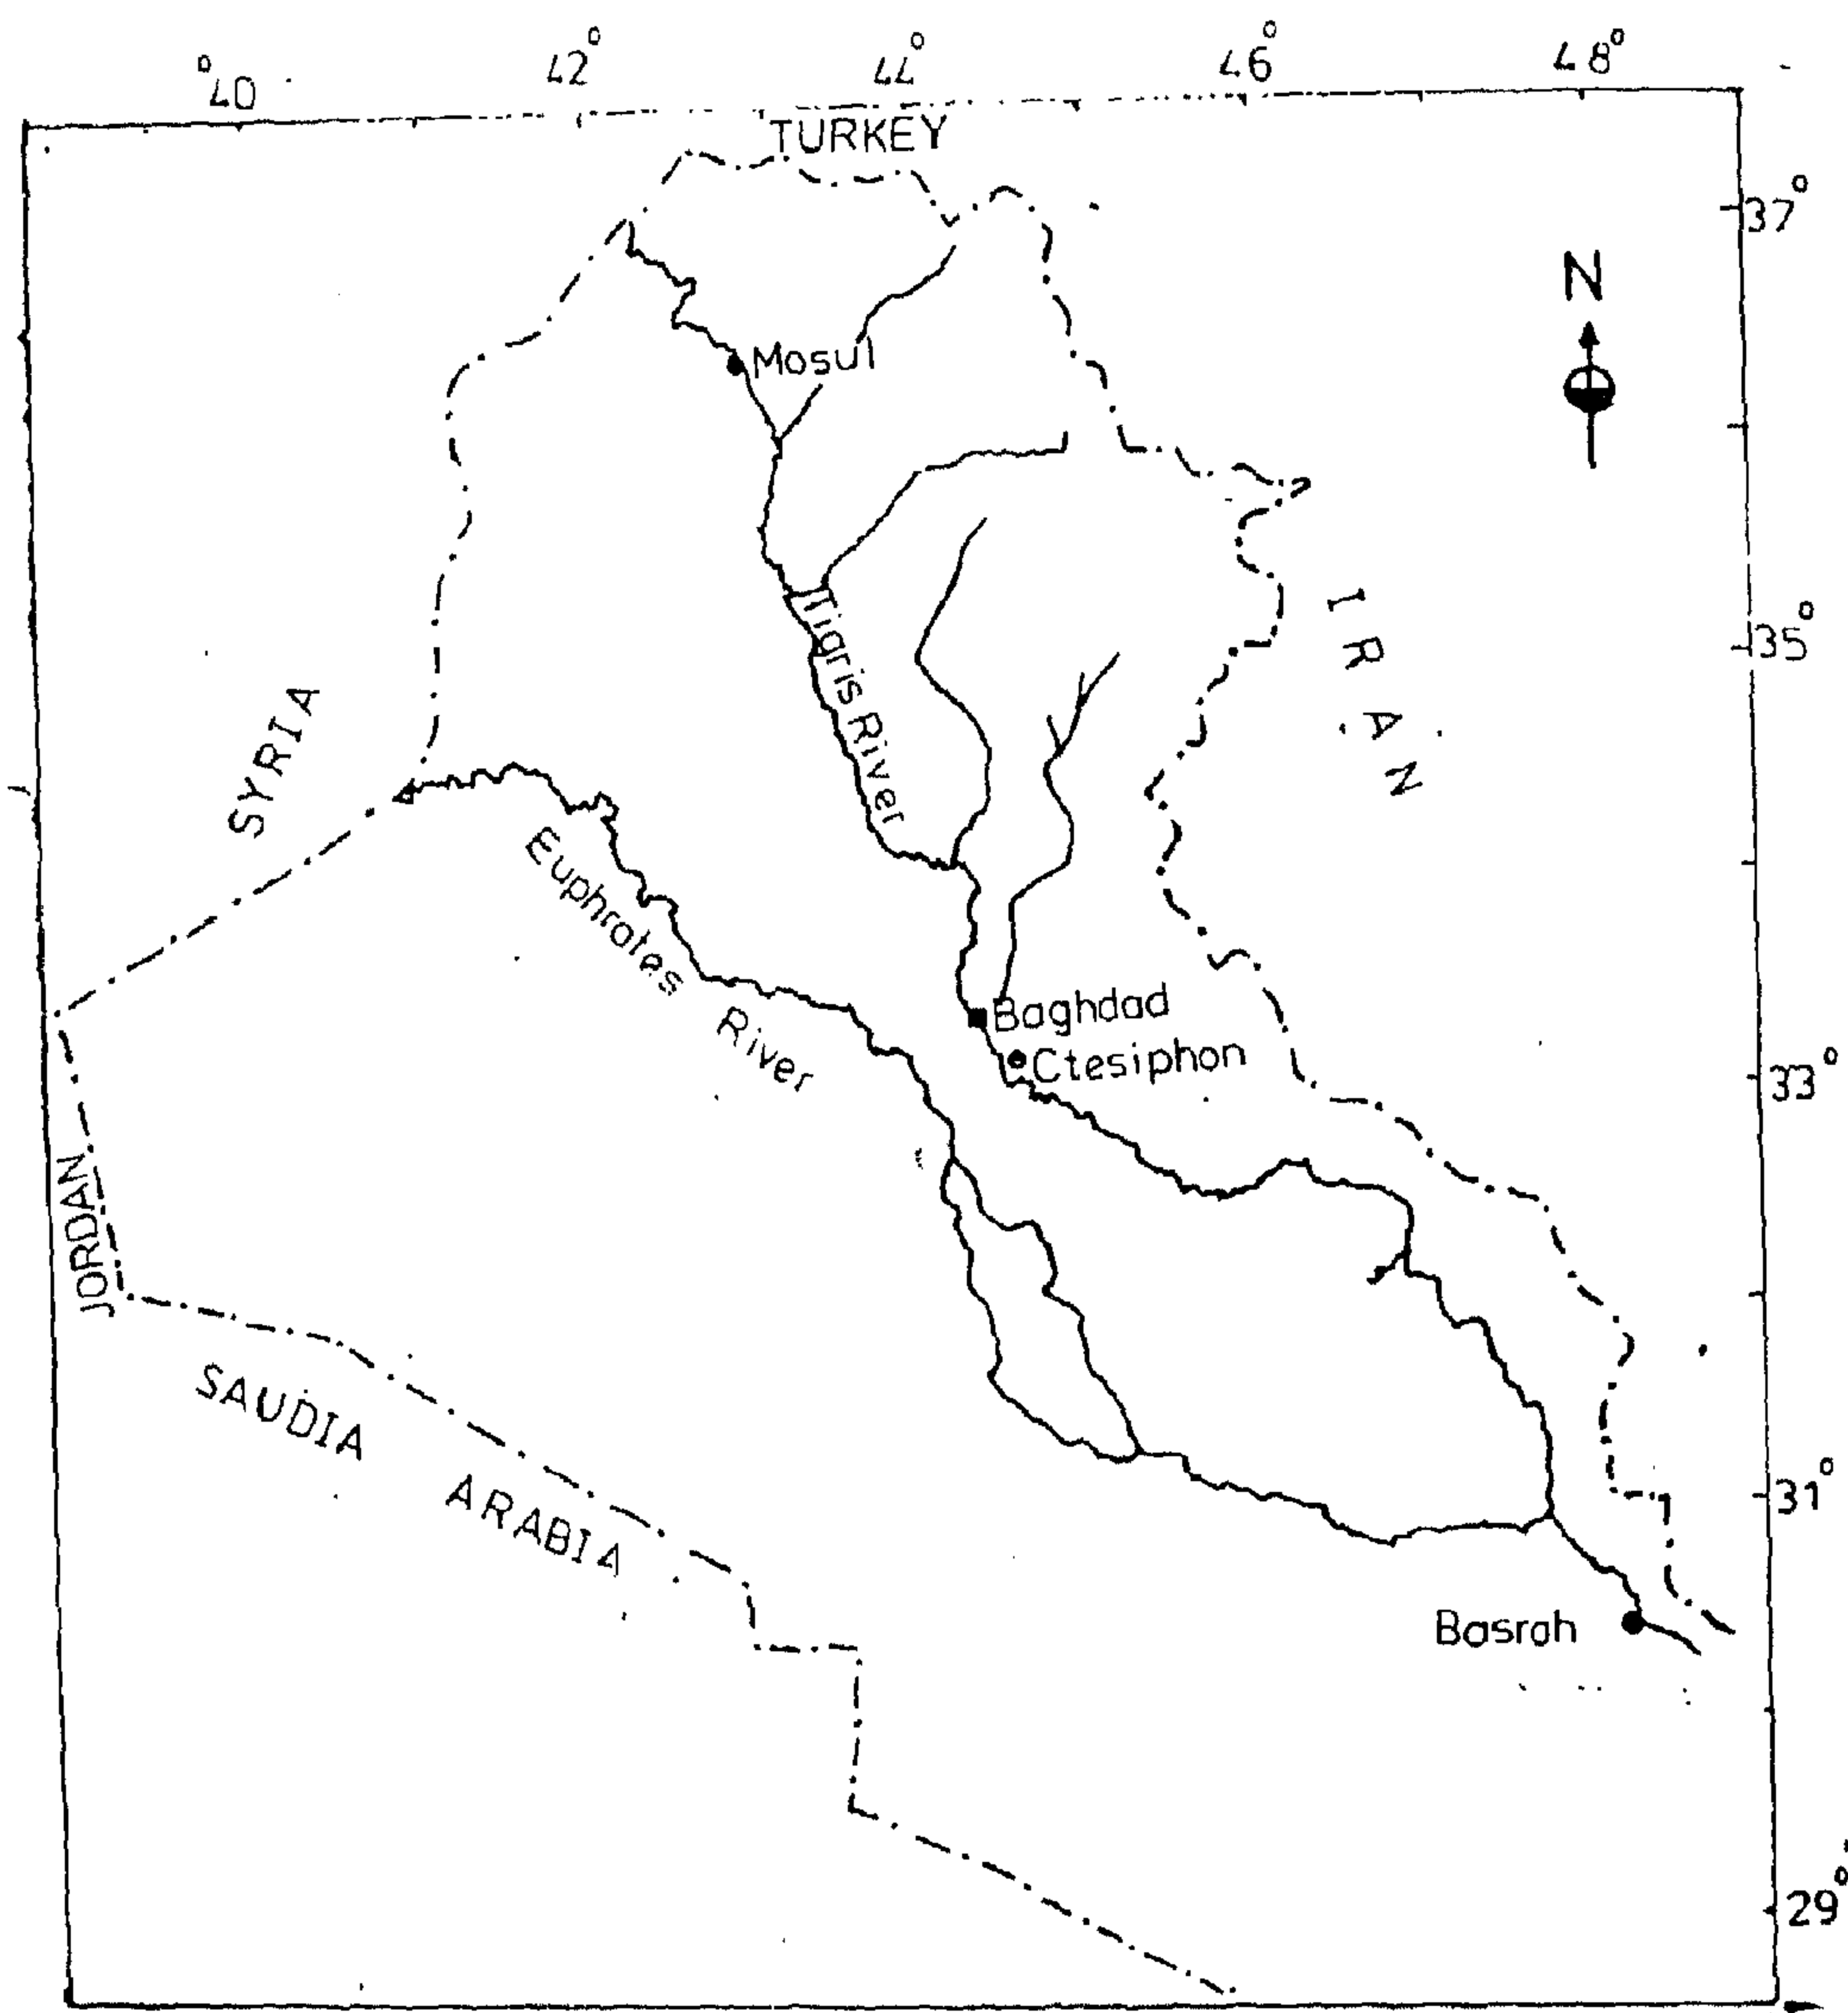 °40
42°
44°
46°
48°
TURKEY
37°
N
Mosul
IRAN
35°
Tigris River
SYRIA
Euphrates River
Baghdad
Ctesiphon
33°
JORDAN
SAUDIA ARABIA
31°
Basrah
29°